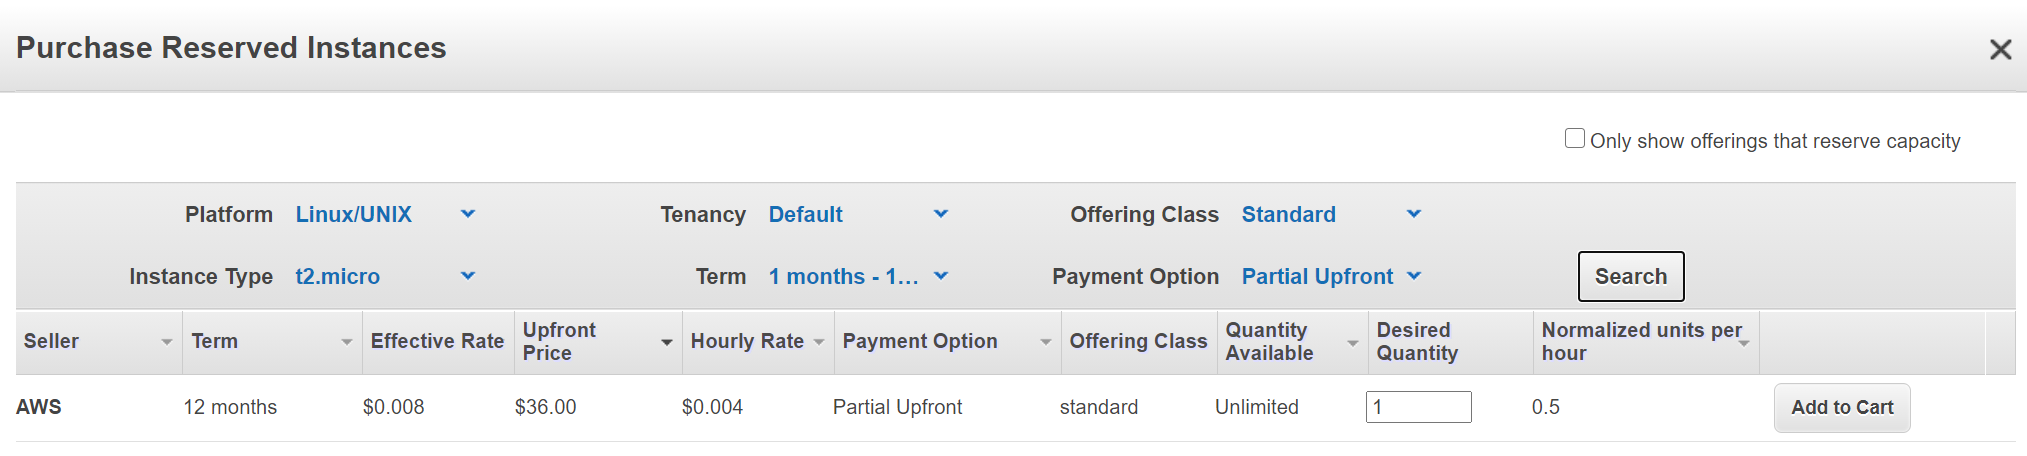 Purchase Reserved Instances
Only show offerings that reserve capacity
Platform Linux/UNIX Tenancy Default Offering Class Standard
Instance Type t2.micro Term 1 months - 1... Payment Option Partial Upfront Search
Seller Term Effective Rate Upfront Price Hourly Rate Payment Option Offering Class Quantity Available Desired Quantity Normalized units per hour
AWS 12 months $0.008 $36.00 $0.004 Partial Upfront standard Unlimited 1 0.5 Add to Cart